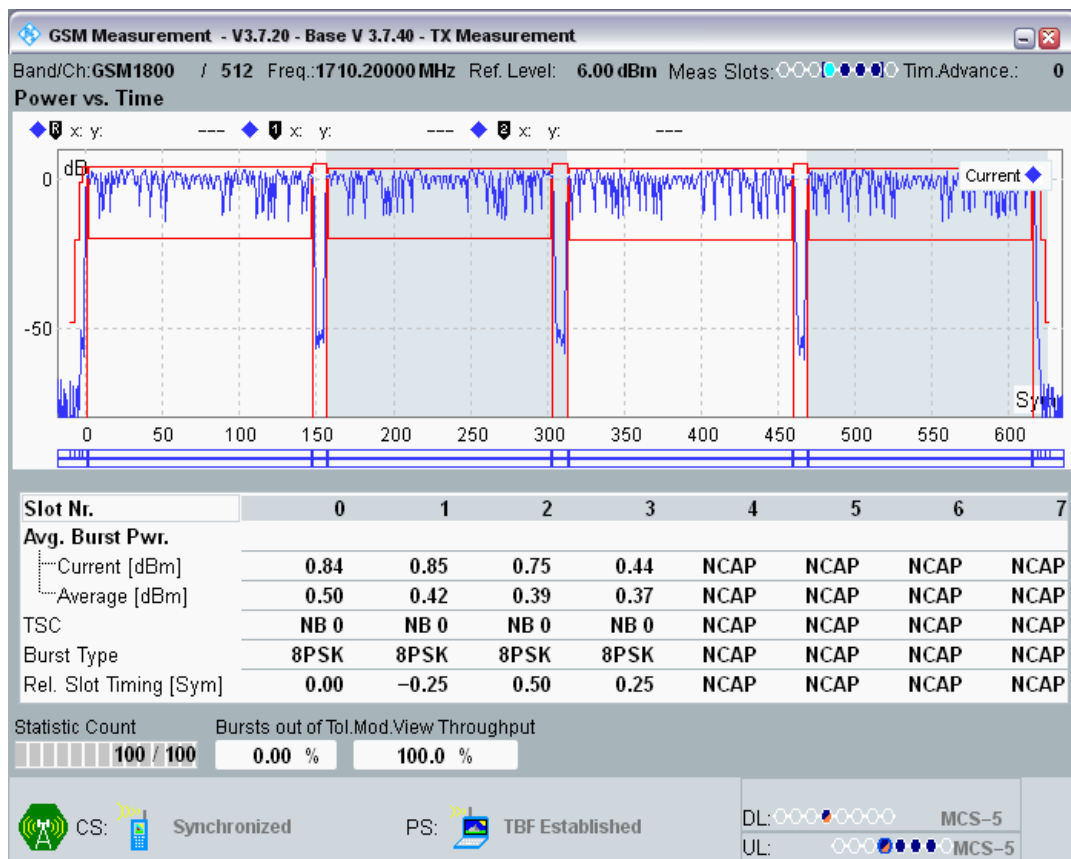 GSM Measurement - V3.7.20 - Base V 3.7.40 - TX Measurement
Band/Ch:GSM1800 / 512 Freq.:1710.20000 MHz Ref. Level: 6.00 dBm Meas Slots: Tim.Advance.: 0
Power vs. Time
R x: y: --- 1 x: y: --- 2 x: y: ---
dB
Current
0
-50
Sym
0 50 100 150 200 250 300 350 400 450 500 550 600
Slot Nr. 0 1 2 3 4 5 6 7
Avg. Burst Pwr.
Current [dBm] 0.84 0.85 0.75 0.44 NCAP NCAP NCAP NCAP
Average [dBm] 0.50 0.42 0.39 0.37 NCAP NCAP NCAP NCAP
TSC NB 0 NB 0 NB 0 NB 0 NCAP NCAP NCAP NCAP
Burst Type 8PSK 8PSK 8PSK 8PSK NCAP NCAP NCAP NCAP
Rel. Slot Timing [Sym] 0.00 −0.25 0.50 0.25 NCAP NCAP NCAP NCAP
Statistic Count Bursts out of Tol. Mod.View Throughput
100 / 100 0.00 % 100.0 %
CS: Synchronized PS: TBF Established
DL: MCS−5
UL: MCS−5